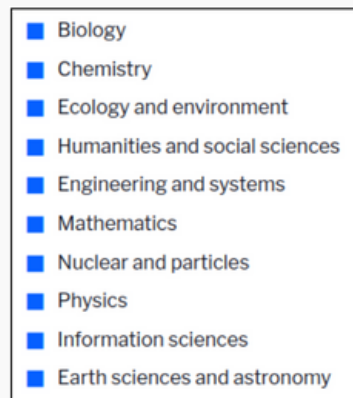 Biology
Chemistry
Ecology and environment
Humanities and social sciences
Engineering and systems
Mathematics
Nuclear and particles
Physics
Information sciences
Earth sciences and astronomy